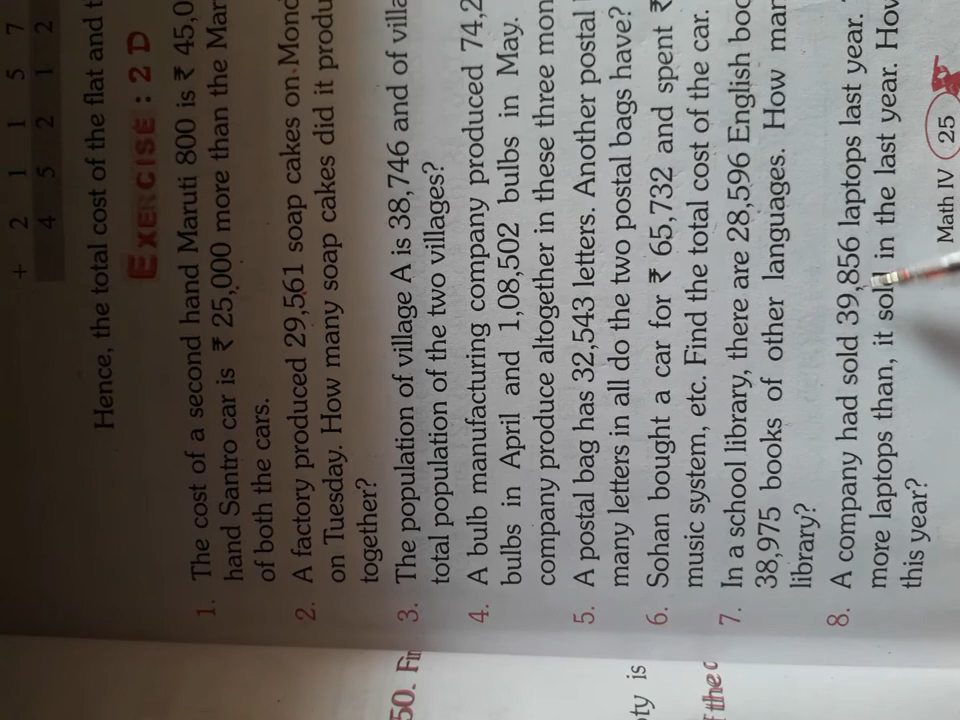 + 2 1 1 5 7
4 5 2 1 2
Hence, the total cost of the flat and t
EXERCISE : 2 D
1. The cost of a second hand Maruti 800 is ₹ 45,0
hand Santro car is ₹ 25,000 more than the Mar
of both the cars.
2. A factory produced 29,561 soap cakes on Mond
on Tuesday. How many soap cakes did it produ
together?
3. The population of village A is 38,746 and of villa
total population of the two villages?
4. A bulb manufacturing company produced 74,2
bulbs in April and 1,08,502 bulbs in May.
company produce altogether in these three mon
5. A postal bag has 32,543 letters. Another postal
many letters in all do the two postal bags have?
6. Sohan bought a car for ₹ 65,732 and spent ₹
music system, etc. Find the total cost of the car.
7. In a school library, there are 28,596 English boo
38,975 books of other languages. How mar
library?
8. A company had sold 39,856 laptops last year.
more laptops than, it sold in the last year. How
this year?
Math IV 25
50. Fin
ty is
f the c